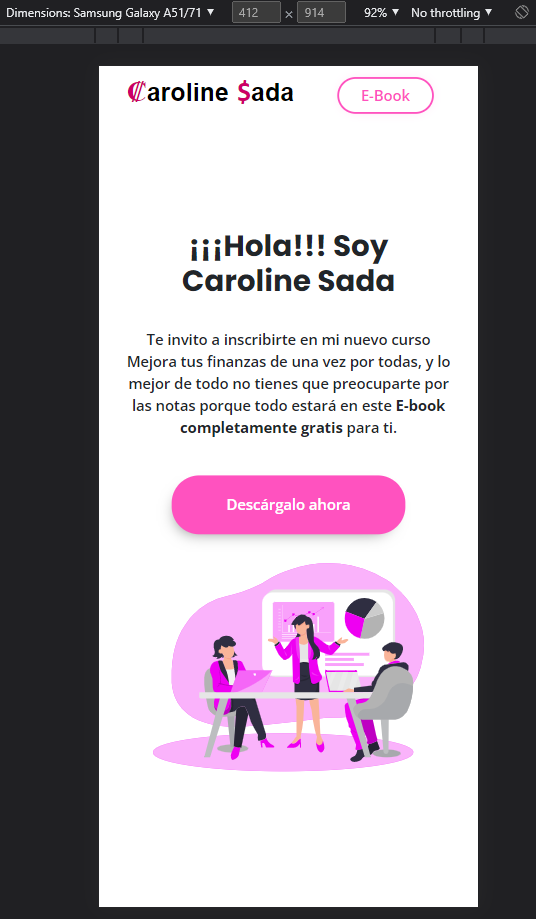 Dimensions: Samsung Galaxy A51/71 ▼ 412 × 914 92% ▼ No throttling ▼
₡aroline $ada
E-Book
¡¡¡Hola!!! Soy
Caroline Sada
Te invito a inscribirte en mi nuevo curso
Mejora tus finanzas de una vez por todas, y lo
mejor de todo no tienes que preocuparte por
las notas porque todo estará en este E-book
completamente gratis para ti.
Descárgalo ahora